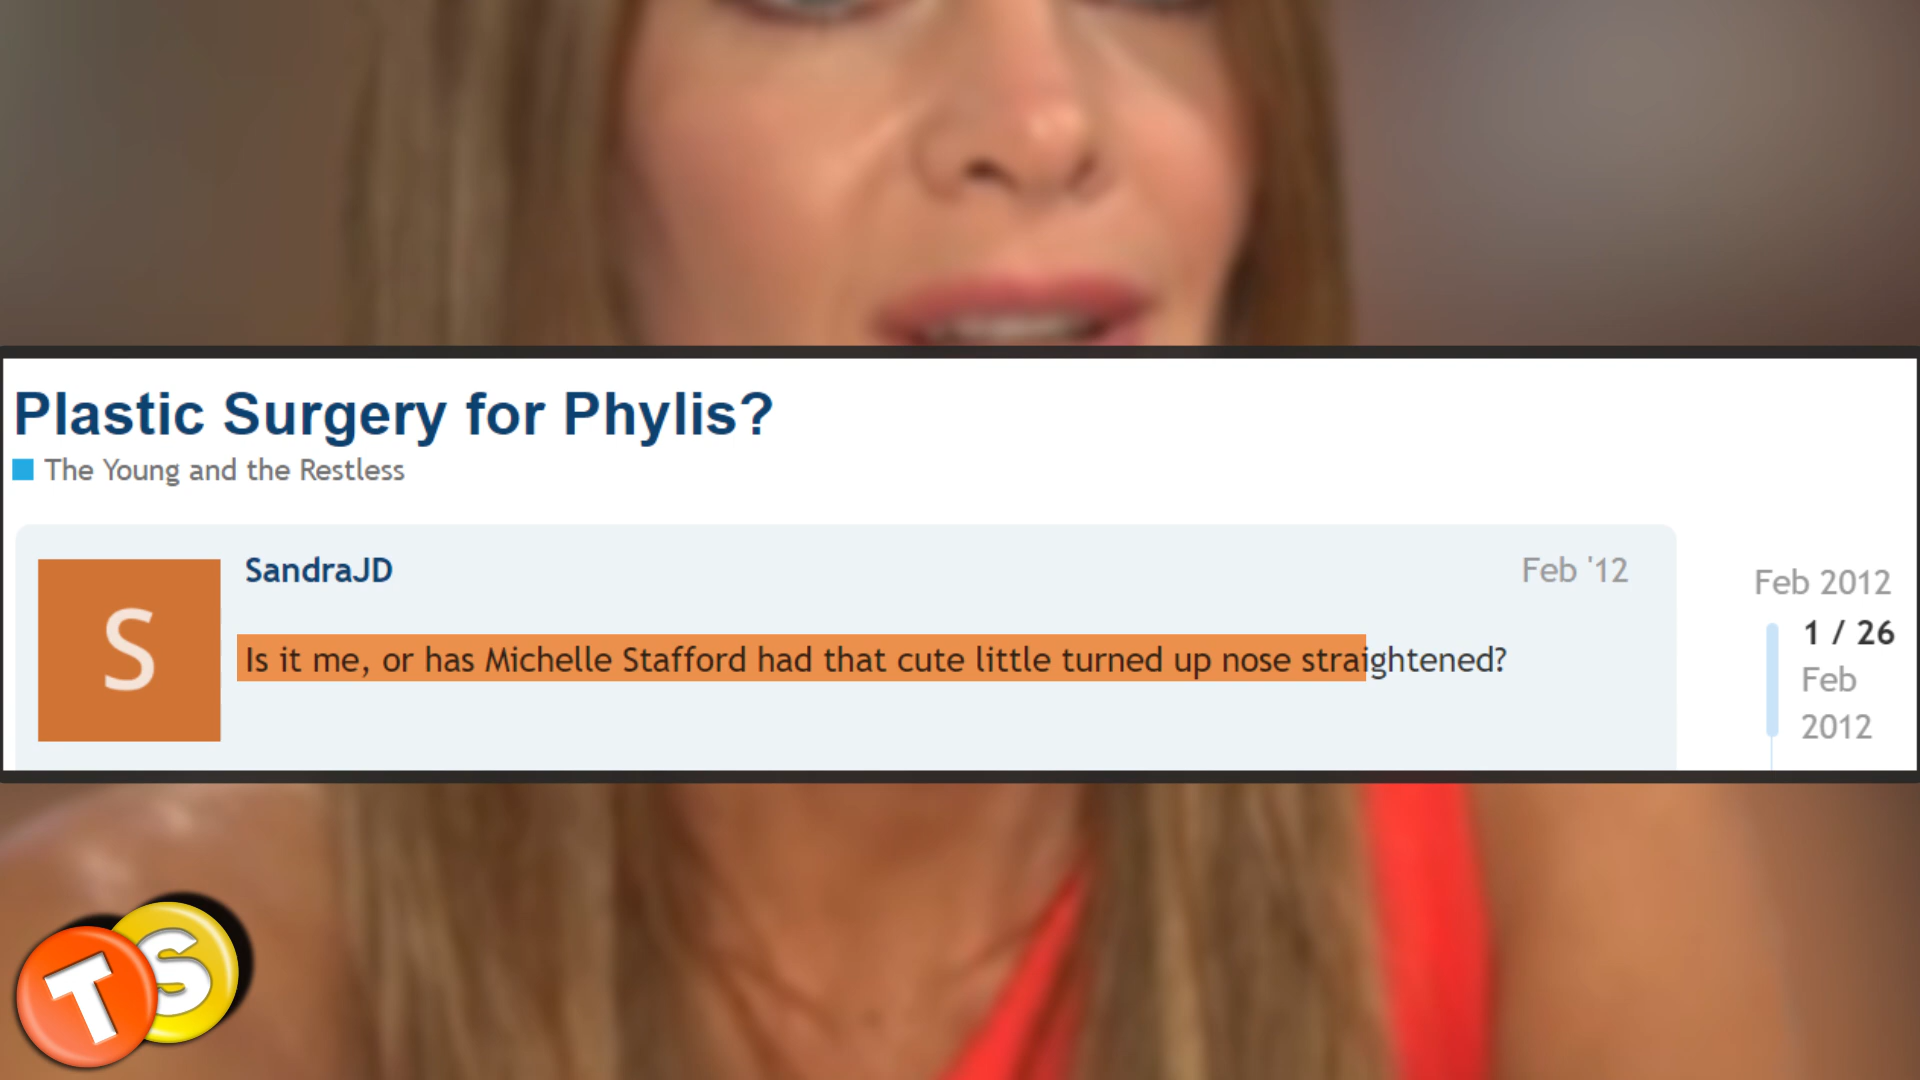 Plastic Surgery for Phylis?
The Young and the Restless
S
SandraJD
Feb '12
Is it me, or has Michelle Stafford had that cute little turned up nose straightened?
Feb 2012
1 / 26
Feb
2012
TS